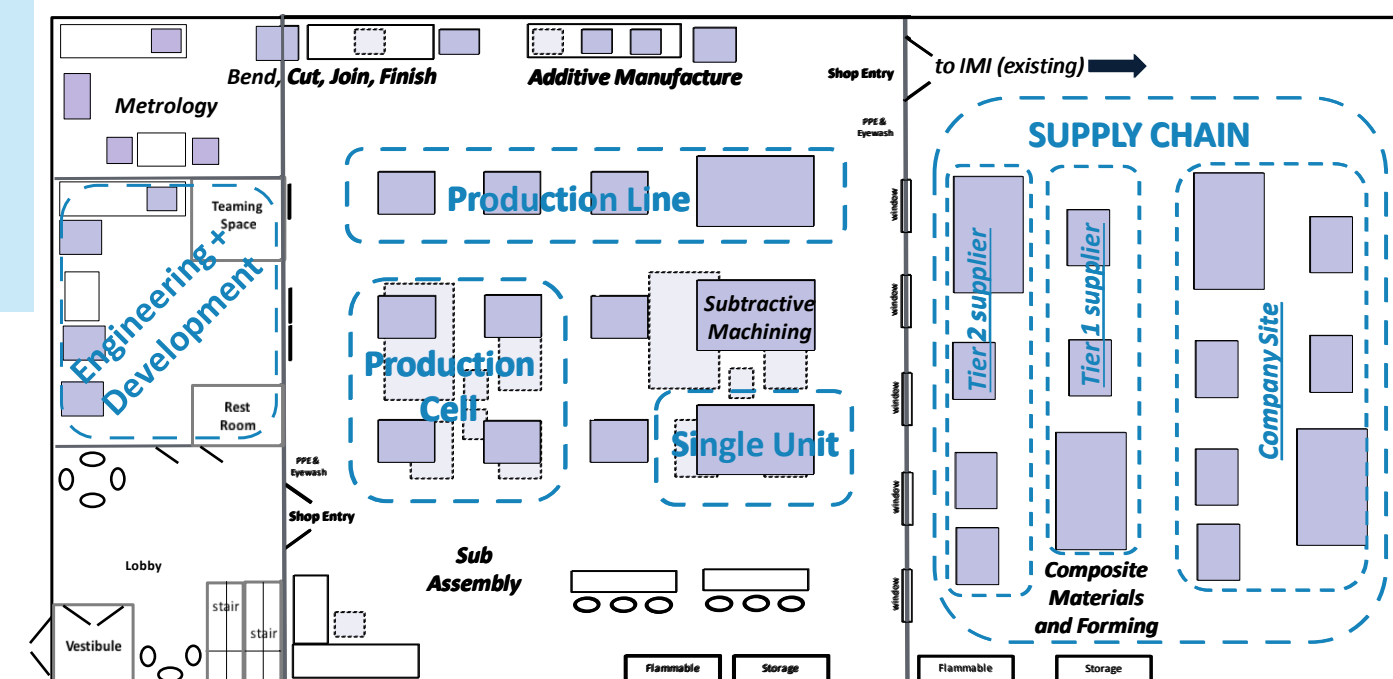 Bend, Cut, Join, Finish
Additive Manufacture
Shop Entry
to IMI (existing)
Metrology
PPE &
Eyewash
SUPPLY CHAIN
Teaming
Space
Production Line
window
Engineering +
Development
Subtractive
Machining
window
Tier 2 supplier
Tier 1 supplier
Company Site
Production
Cell
window
Rest
Room
Single Unit
PPE &
Eyewash
window
Shop Entry
Lobby
Sub
Assembly
window
Composite
Materials
and Forming
stair
stair
Vestibule
Flammable
Storage
Flammable
Storage